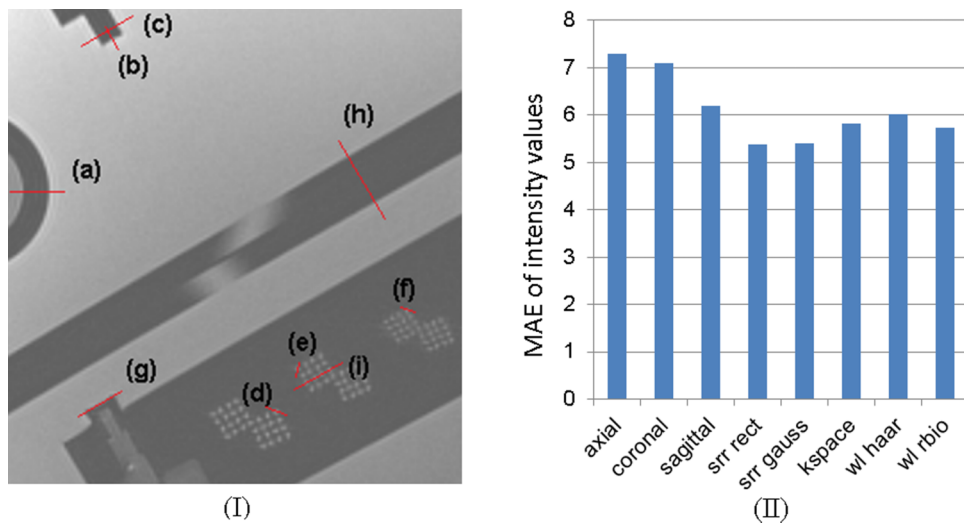 (c)
(b)
(h)
(a)
(f)
(e)
(i)
(g)
(d)
(I)
MAE of intensity values
8
7
6
5
4
3
2
1
0
axial
coronal
sagittal
srr rect
srr gauss
kspace
wl haar
wl rbio
(II)